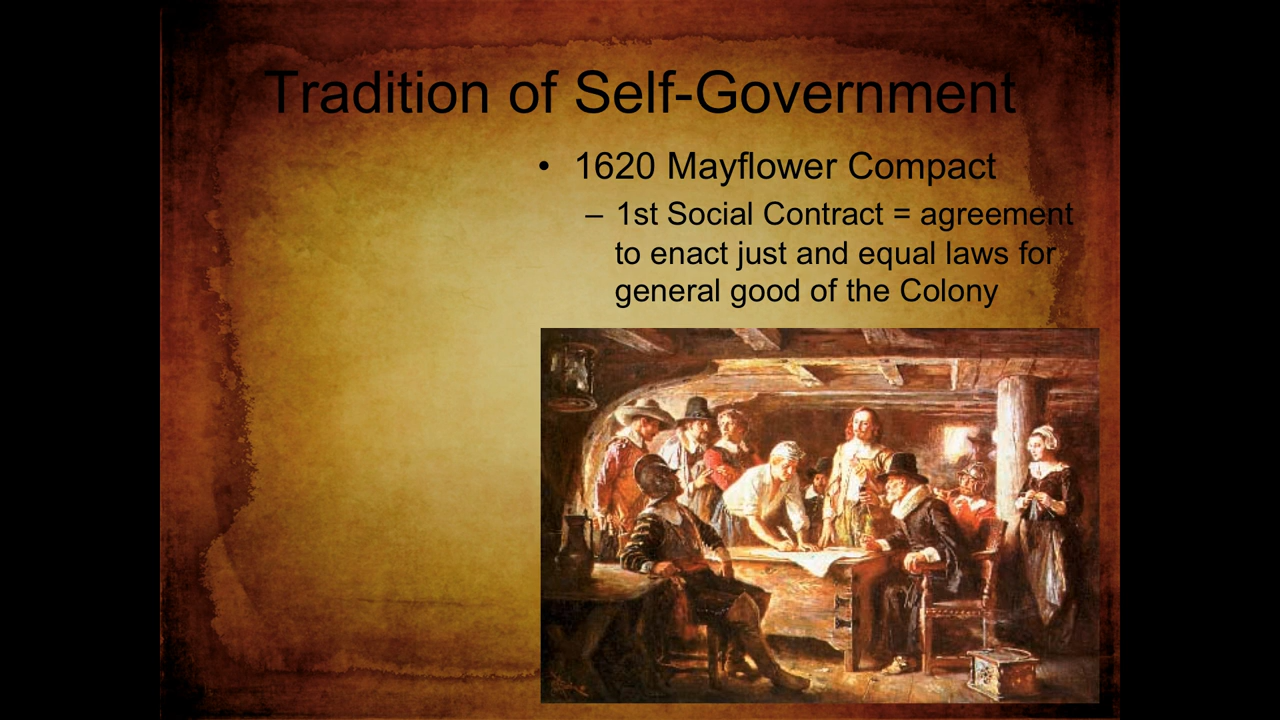 Tradition of Self-Government
• 1620 Mayflower Compact
– 1st Social Contract = agreement
to enact just and equal laws for
general good of the Colony